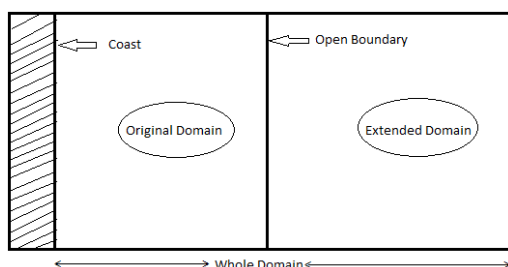 Coast
Open Boundary
Original Domain
Extended Domain
Whole Domain